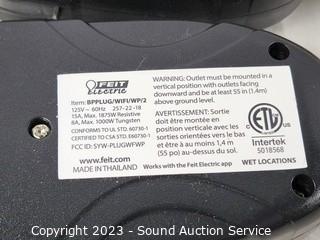 FEIT
electric
Item: BPPLUG/WIFI/WP/2
125V ~ 60Hz 257-22-18
15A, Max. 1875W Resistive
8A, Max. 1000W Tungsten
CONFORMS TO UL STD. 60730-1
CERTIFIED TO CSA STD. E60730-1
FCC ID: SYW-PLUGWFWP
www.feit.com
MADE IN THAILAND
WARNING: Outlet must be mounted in a
vertical position with outlets facing
downward and be at least 55 in (1.4m)
above ground level.
AVERTISSEMENT: Sortie
doit être montée en
position verticale avec
les sorties orientées
vers le bas
et être à au moins 1,4 m
(55 po) au-dessus du sol.
Works with the Feit Electric app
ETL
Intertek
5018568
WET LOCATIONS
Copyright 2023 - Sound Auction Service